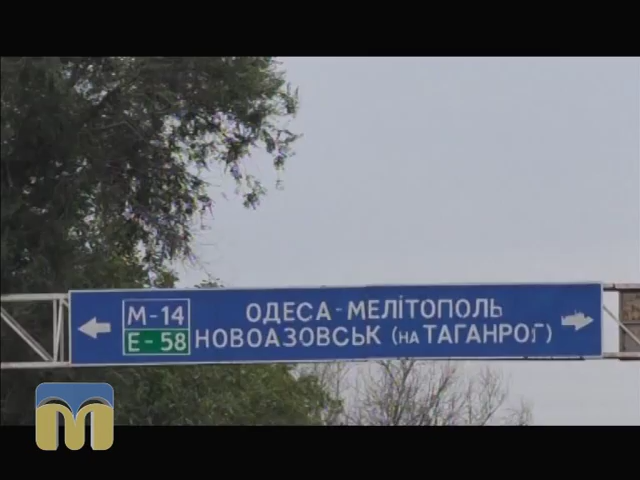 М-14
Е-58
ОДЕСА-МЕЛІТОПОЛЬ
НОВОАЗОВСЬК (НА ТАГАНРОГ)
М